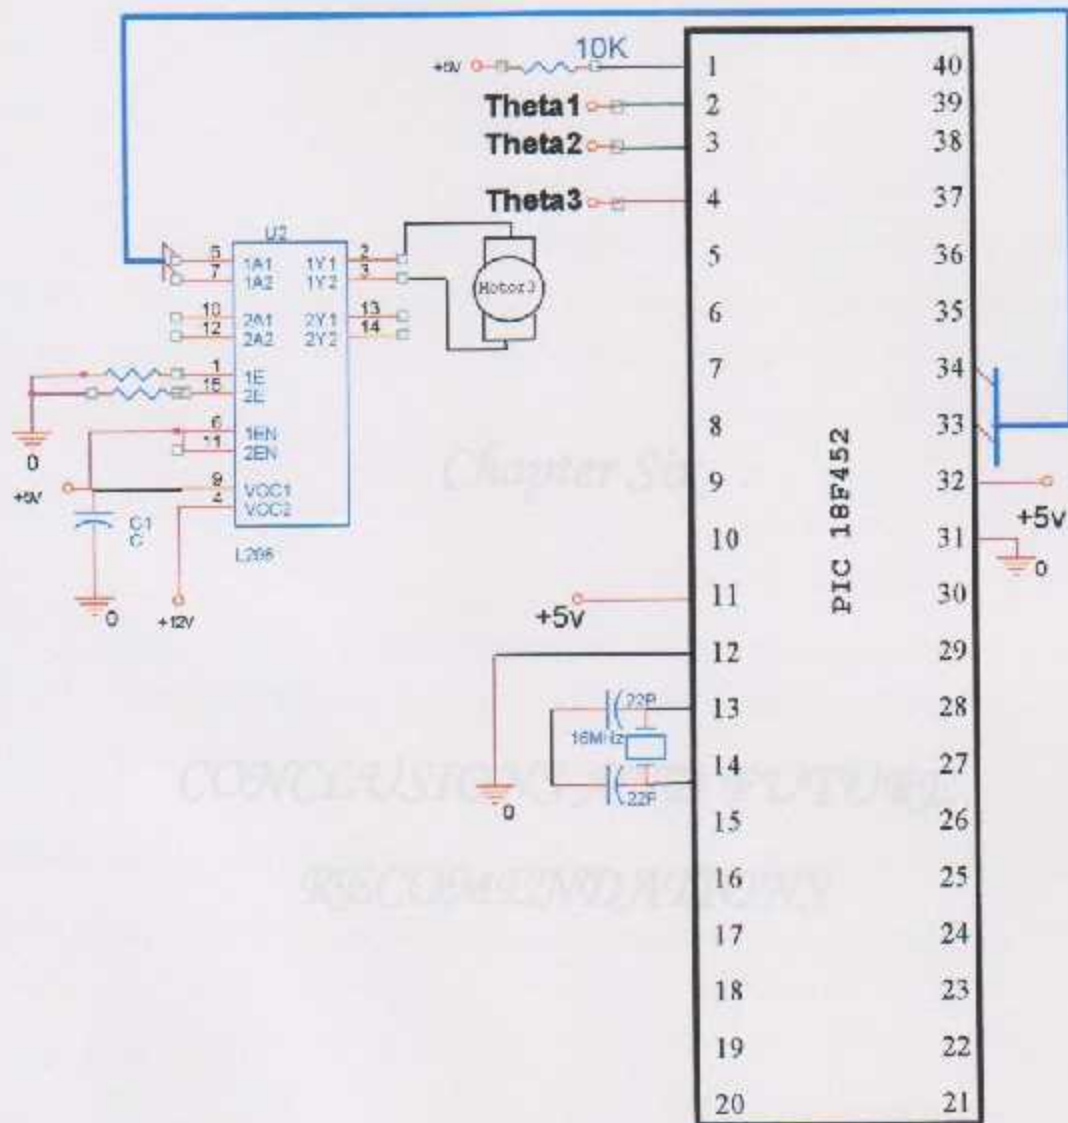 10K
+5V
Theta1
Theta2
Theta3
1
2
3
4
5
6
7
8
9
10
11
12
13
14
15
16
17
18
19
20
40
39
38
37
36
35
34
33
32
31
30
29
28
27
26
25
24
23
22
21
PIC 18F452
U2
5
7
10
12
1
15
6
11
9
4
1A1
1A2
2A1
2A2
1E
2E
1EN
2EN
VCC1
VCC2
1Y1
1Y2
2Y1
2Y2
2
3
13
14
L298
Motor3
0
+5V
C1
C
0
+12V
+5v
0
+5v
0
22P
16MHz
22P
Chapter Six
CONCLUSIONS AND FUTURE
RECOMENDATIONS